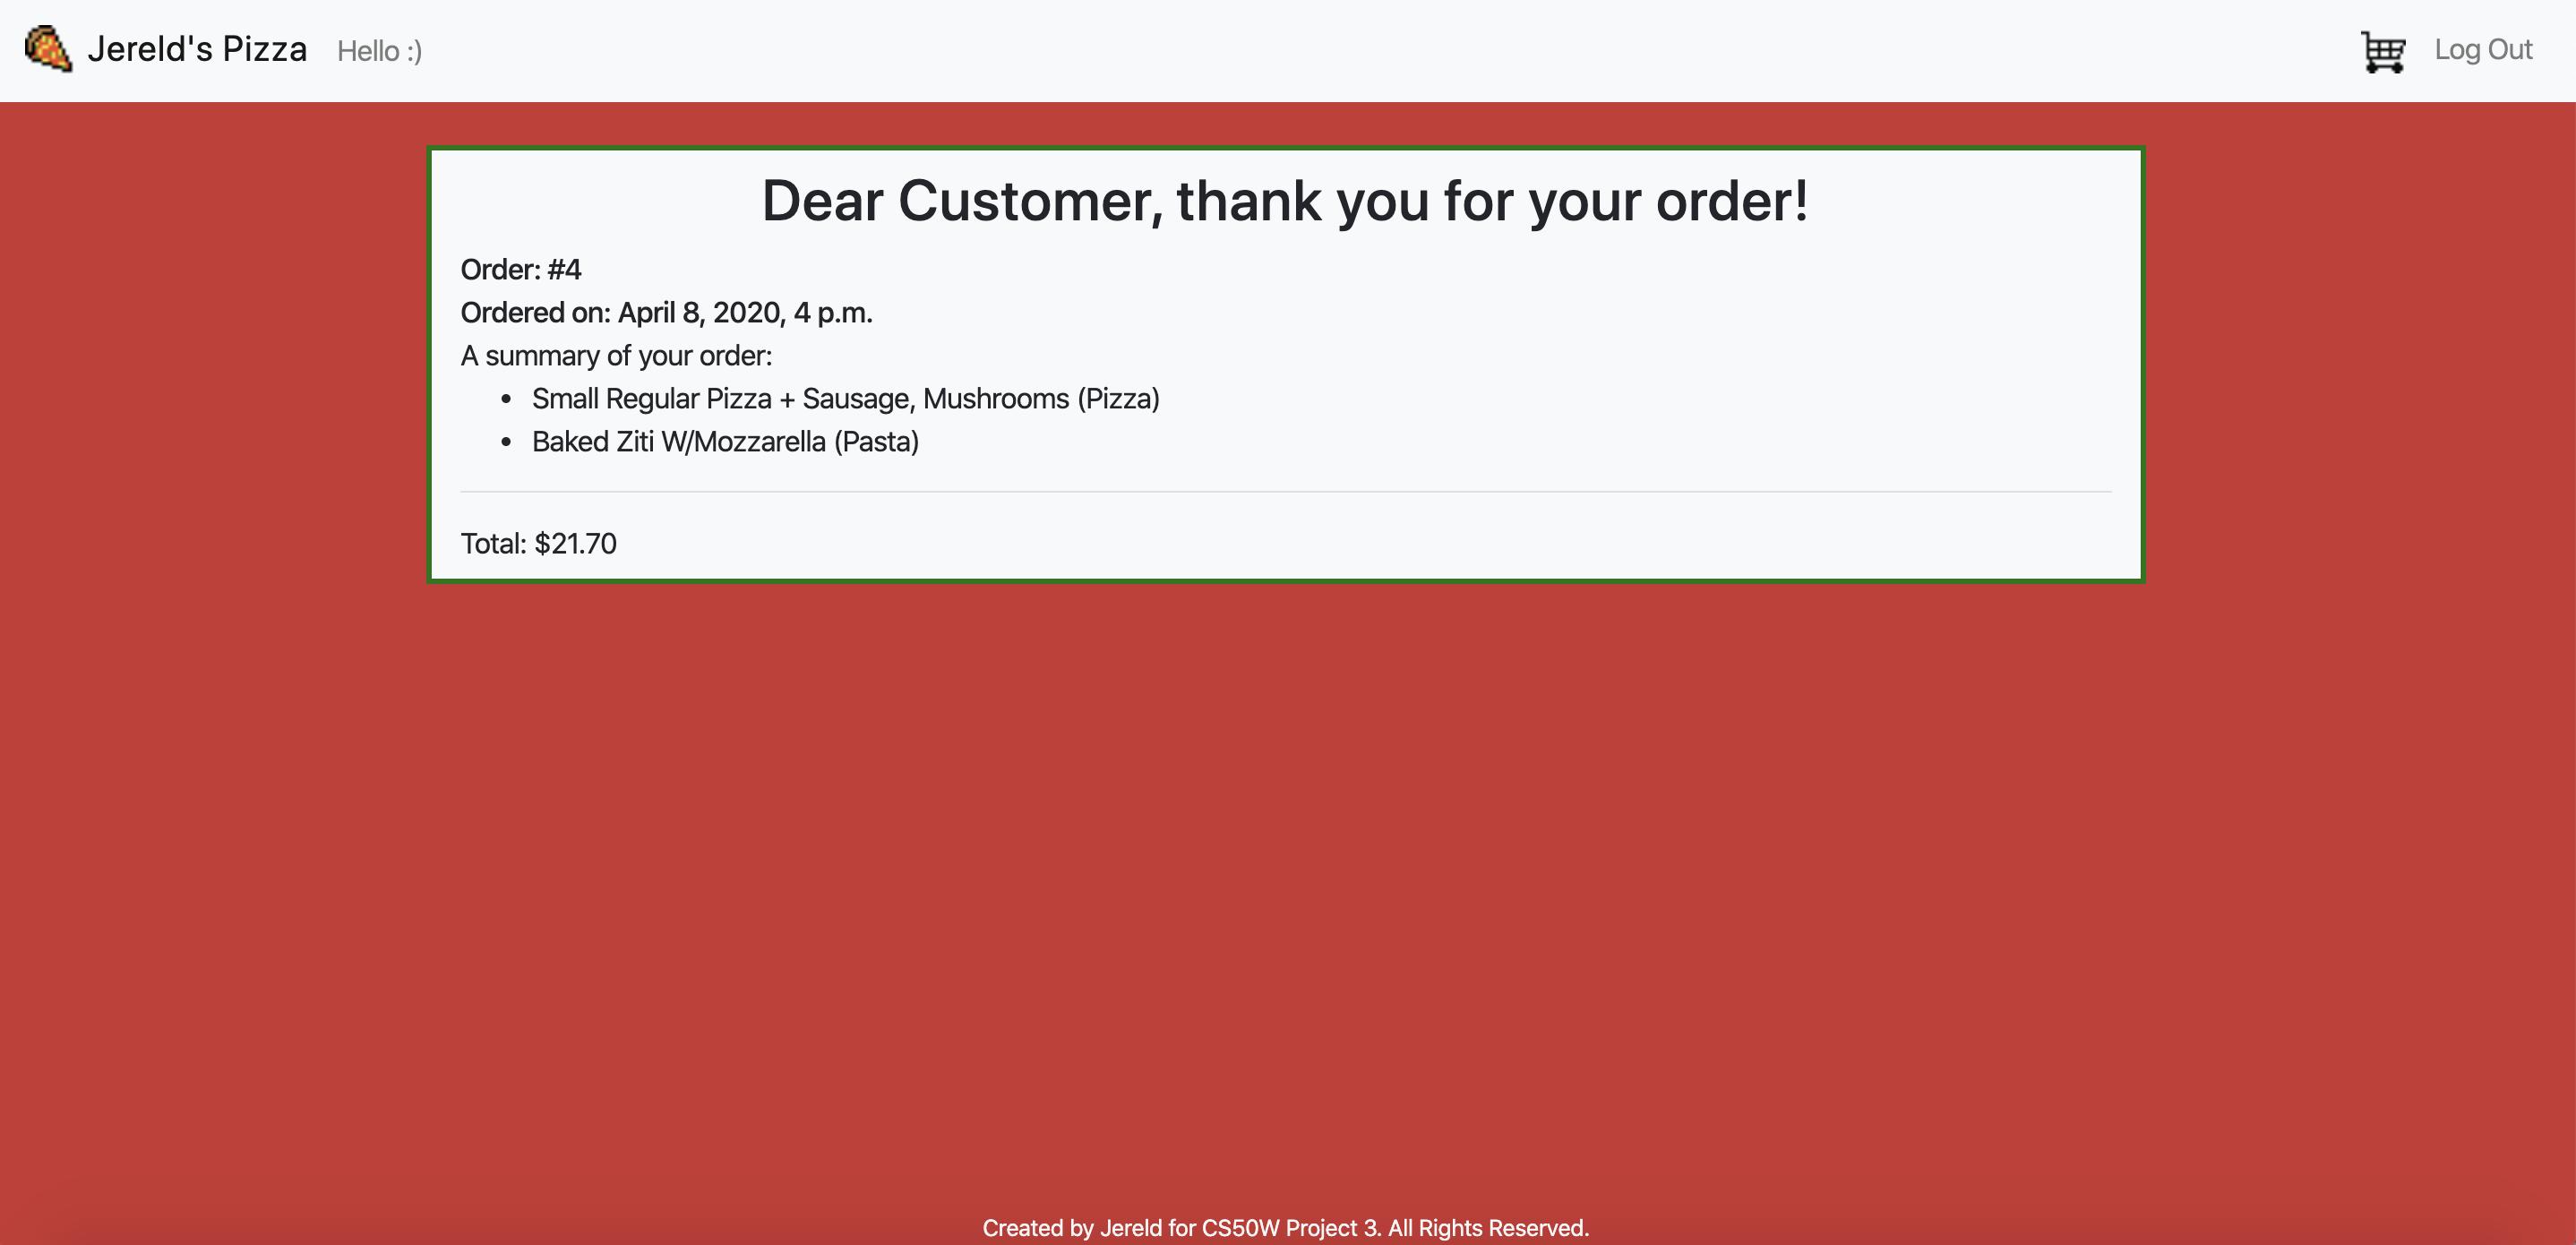 Jereld's Pizza Hello :) Log Out
Dear Customer, thank you for your order!
Order: #4
Ordered on: April 8, 2020, 4 p.m.
A summary of your order:
• Small Regular Pizza + Sausage, Mushrooms (Pizza)
• Baked Ziti W/Mozzarella (Pasta)
Total: $21.70
Created by Jereld for CS50W Project 3. All Rights Reserved.